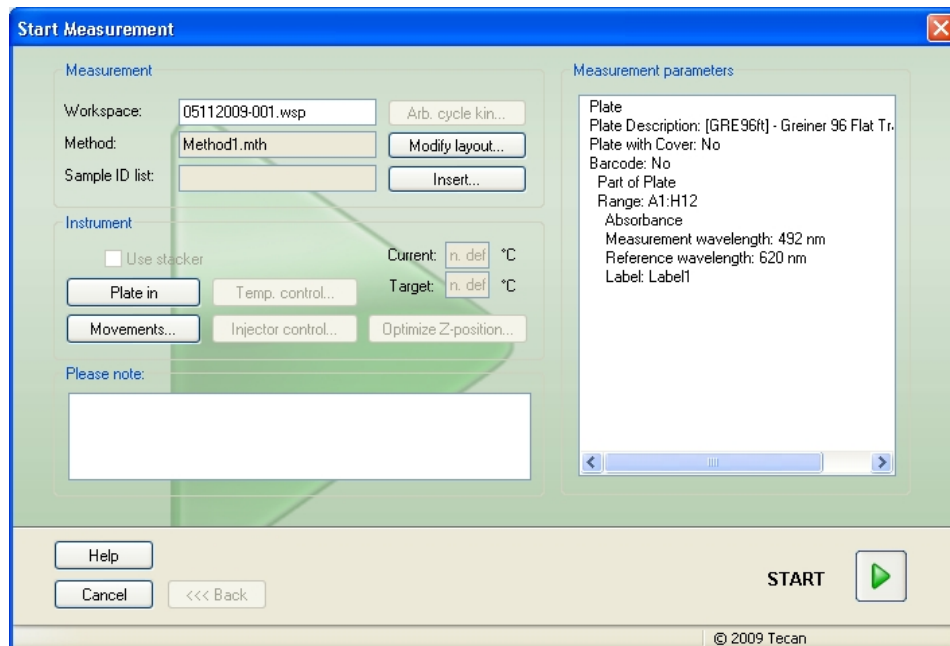 Start Measurement
Measurement
Workspace: 05112009-001.wsp Arb. cycle kin...
Method: Method1.mth Modify layout...
Sample ID list: Insert...
Instrument
Use stacker
Current: n. def °C
Target: n. def °C
Plate in Temp. control...
Movements... Injector control... Optimize Z-position...
Please note:
Measurement parameters
Plate
Plate Description: [GRE96ft] - Greiner 96 Flat Tr
Plate with Cover: No
Barcode: No
Part of Plate
Range: A1:H12
Absorbance
Measurement wavelength: 492 nm
Reference wavelength: 620 nm
Label: Label1
Help
Cancel <<< Back
START
© 2009 Tecan